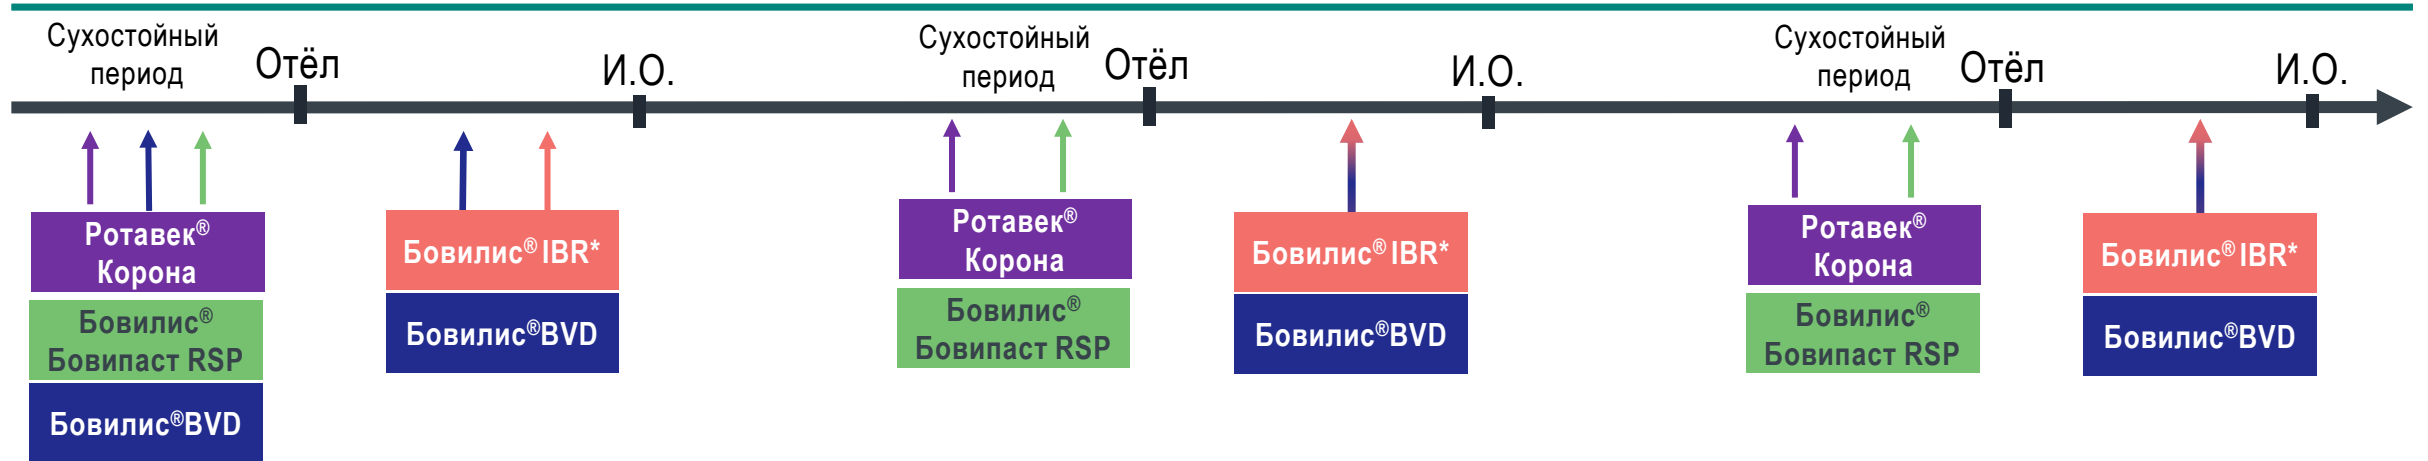 Сухостойный
период
Отёл
И.О.
Сухостойный
период
Отёл
И.О.
Сухостойный
период
Отёл
И.О.
Ротавек®
Корона
Бовилис®
Бовипаст RSP
Бовилис®BVD
Бовилис® IBR*
Бовилис®BVD
Ротавек®
Корона
Бовилис®
Бовипаст RSP
Бовилис® IBR*
Бовилис®BVD
Ротавек®
Корона
Бовилис®
Бовипаст RSP
Бовилис® IBR*
Бовилис®BVD